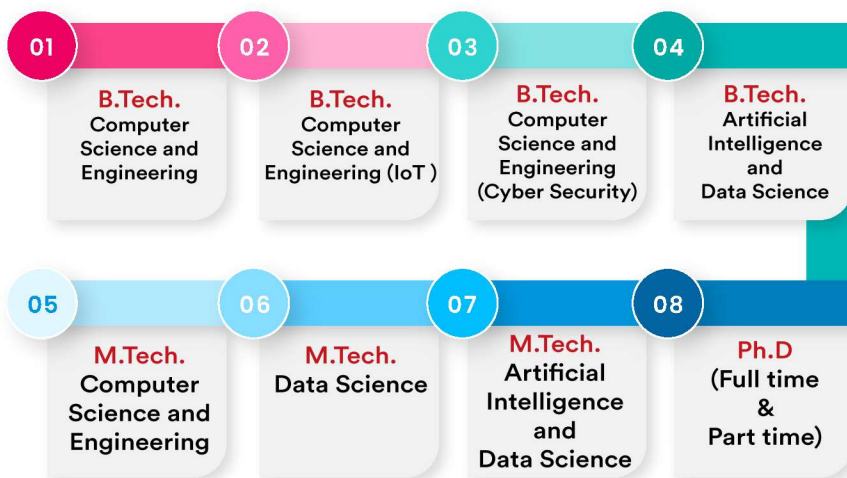 01
B.Tech.
Computer
Science and
Engineering
02
B.Tech.
Computer
Science and
Engineering (IoT )
03
B.Tech.
Computer
Science and
Engineering
(Cyber Security)
04
B.Tech.
Artificial
Intelligence
and
Data Science
05
M.Tech.
Computer
Science and
Engineering
06
M.Tech.
Data Science
07
M.Tech.
Artificial
Intelligence
and
Data Science
08
Ph.D
(Full time
&
Part time)